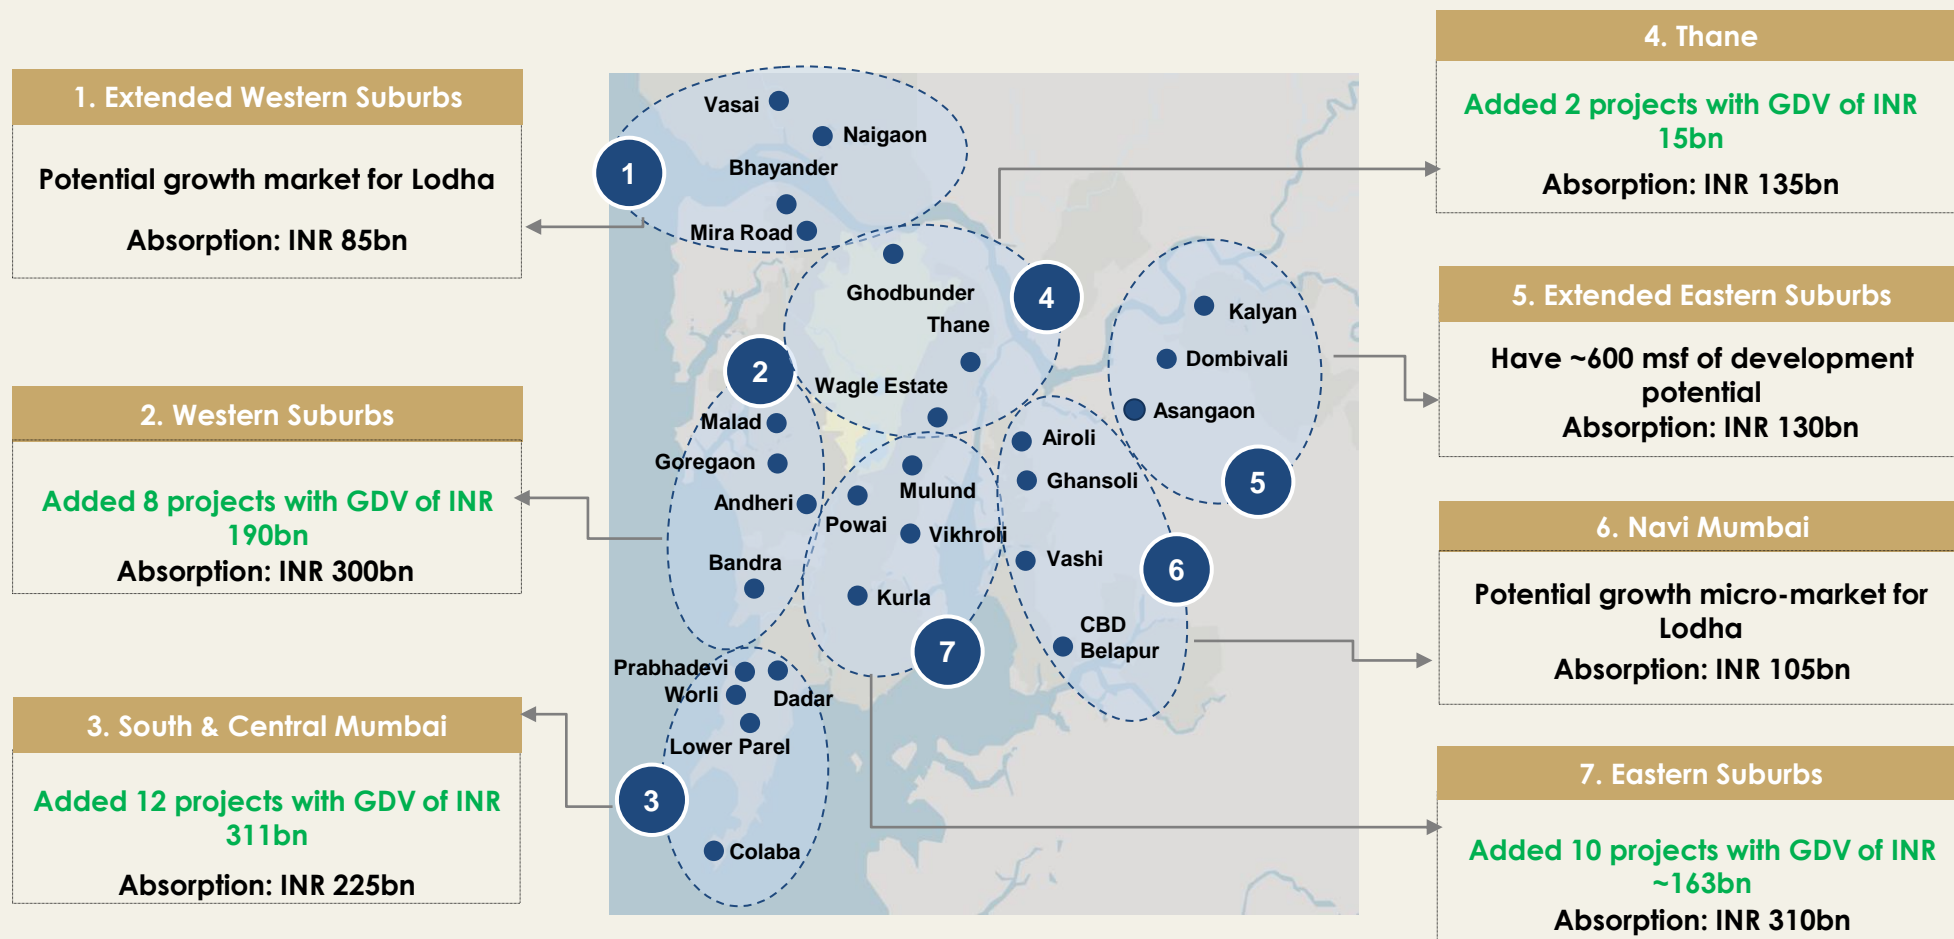 1. Extended Western Suburbs
Potential growth market for Lodha
Absorption: INR 85bn
2. Western Suburbs
Added 8 projects with GDV of INR
190bn
Absorption: INR 300bn
3. South & Central Mumbai
Added 12 projects with GDV of INR
311bn
Absorption: INR 225bn
Vasai
Naigaon
Bhayander
Mira Road
1
Ghodbunder
Thane
Wagle Estate
4
2
Malad
Goregaon
Andheri
Bandra
Mulund
Powai
Vikhroli
Kurla
7
Kalyan
Dombivali
Asangaon
5
Airoli
Ghansoli
Vashi
CBD
Belapur
6
Prabhadevi
Worli
Dadar
Lower Parel
3
Colaba
4. Thane
Added 2 projects with GDV of INR
15bn
Absorption: INR 135bn
5. Extended Eastern Suburbs
Have ~600 msf of development
potential
Absorption: INR 130bn
6. Navi Mumbai
Potential growth micro-market for
Lodha
Absorption: INR 105bn
7. Eastern Suburbs
Added 10 projects with GDV of INR
~163bn
Absorption: INR 310bn